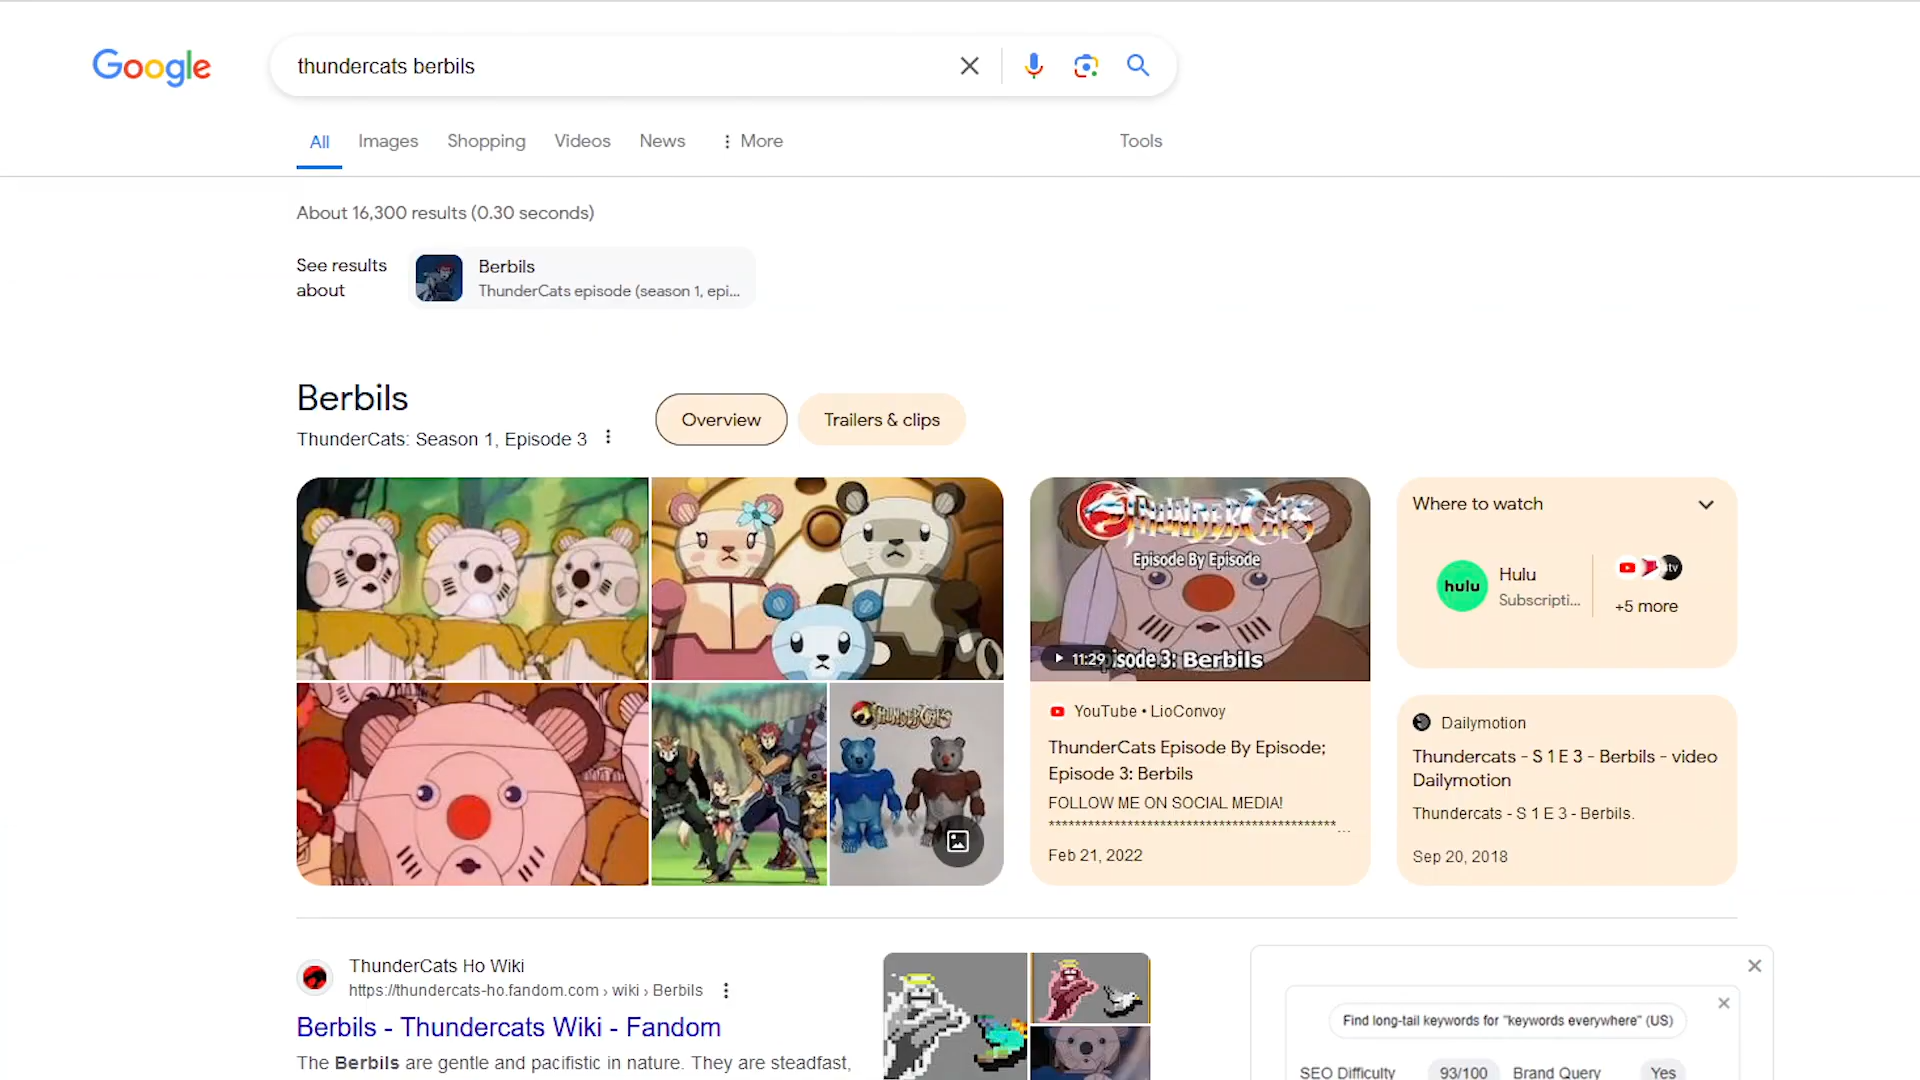 Google
thundercats berbils
All
Images
Shopping
Videos
News
More
Tools
About 16,300 results (0.30 seconds)
See results
about
Berbils
ThunderCats episode (season 1, epi...
Berbils
ThunderCats: Season 1, Episode 3
Overview
Trailers & clips
THUNDERCATS
THUNDERCATS
Episode By Episode
isode 3: Berbils
11:29
YouTube • LioConvoy
ThunderCats Episode By Episode;
Episode 3: Berbils
FOLLOW ME ON SOCIAL MEDIA!
********************************************...
Feb 21, 2022
Where to watch
hulu
Hulu
Subscripti...
tv
+5 more
Dailymotion
Thundercats - S 1 E 3 - Berbils - video
Dailymotion
Thundercats - S 1 E 3 - Berbils.
Sep 20, 2018
ThunderCats Ho Wiki
https://thundercats-ho.fandom.com › wiki › Berbils
Berbils - Thundercats Wiki - Fandom
The Berbils are gentle and pacifistic in nature. They are steadfast,
Find long-tail keywords for "keywords everywhere" (US)
SEO Difficulty
93/100
Brand Query
Yes